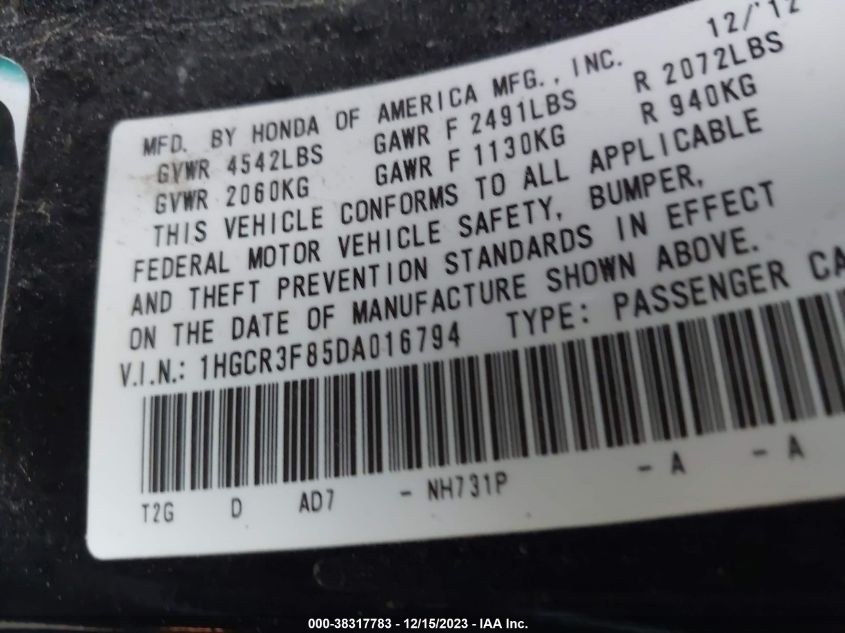 12/'12
MFD. BY HONDA OF AMERICA MFG., INC.
GVWR 4542LBS GAWR F 2491LBS R 2072LBS
GVWR 2060KG GAWR F 1130KG R 940KG
THIS VEHICLE CONFORMS TO ALL APPLICABLE
FEDERAL MOTOR VEHICLE SAFETY, BUMPER,
AND THEFT PREVENTION STANDARDS IN EFFECT
ON THE DATE OF MANUFACTURE SHOWN ABOVE.
V.I.N.: 1HGCR3F85DA016794 TYPE: PASSENGER CA
T2G D AD7 - NH731P - A - A
000-38317783 - 12/15/2023 - IAA Inc.